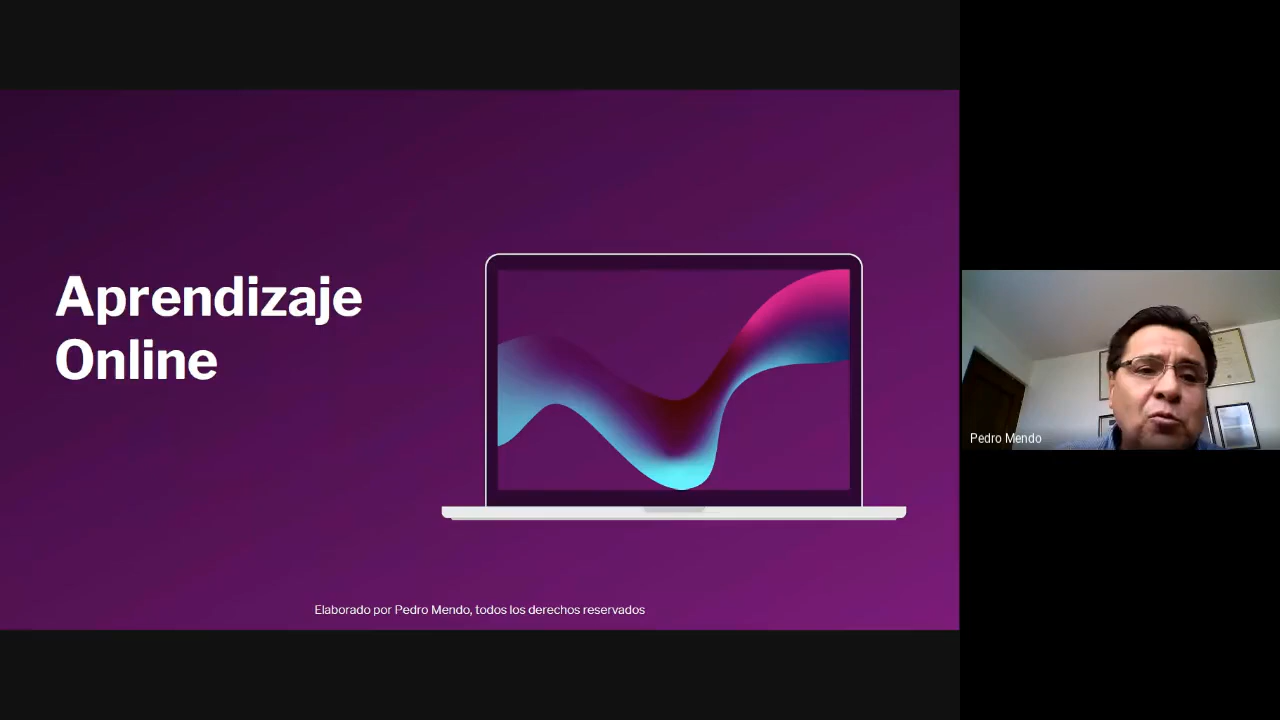 Aprendizaje
Online
Elaborado por Pedro Mendo, todos los derechos reservados
Pedro Mendo